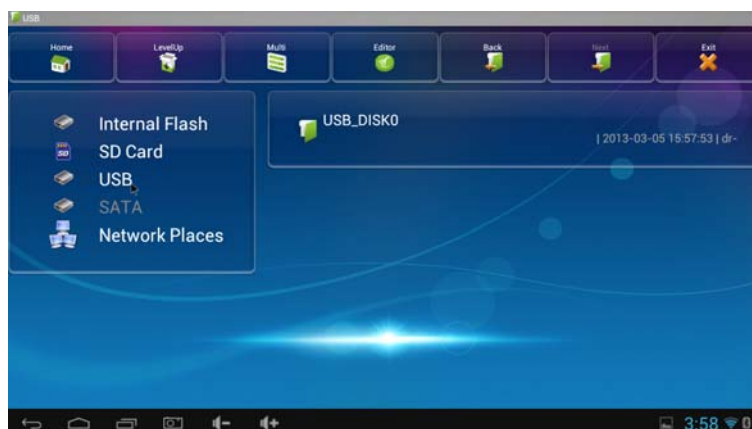 USB
Home LevelUp Multi Editor Back Next Exit
Internal Flash
SD Card
USB
SATA
Network Places
USB_DISK0
| 2013-03-05 15:57:53 | dr-
3:58